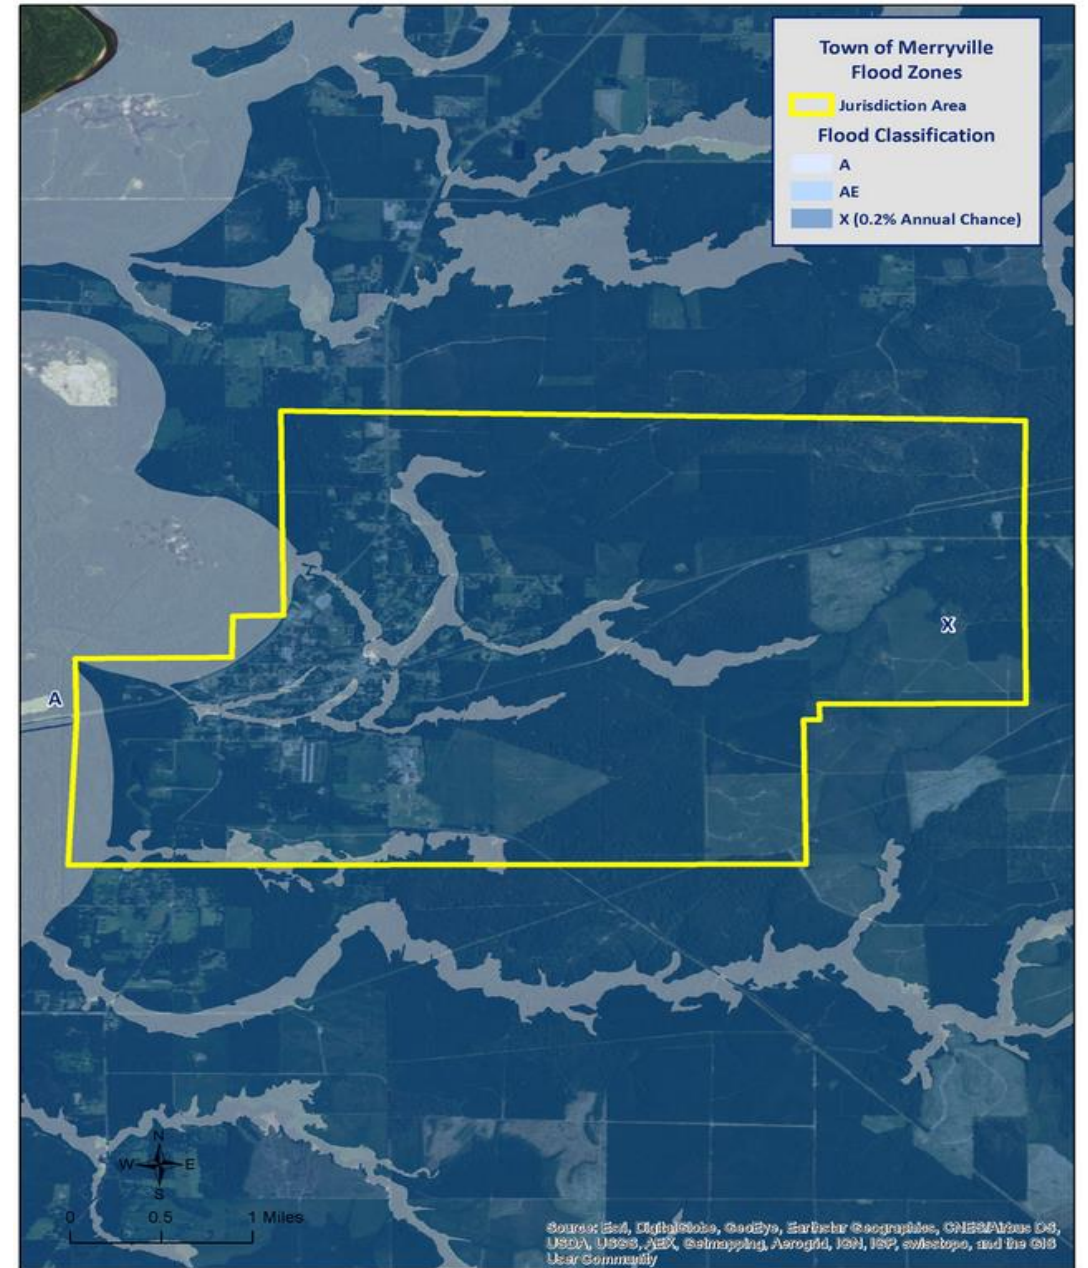 Town of Merryville
Flood Zones
Jurisdiction Area
Flood Classification
A
AE
X (0.2% Annual Chance)
X
A
N
W E
S
0 0.5 1 Miles
Source: Esri, DigitalGlobe, GeoEye, Earthstar Geographics, CNES/Airbus DS,
USDA, USGS, AEX, Getmapping, Aerogrid, IGN, IGP, swisstopo, and the GIS
User Community